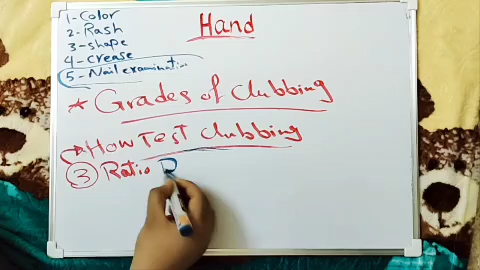 Hand
1- Color
2- Rash
3- shape
4- crease
5- Nail examination
* Grades of clubbing
How Test clubbing
3 Ratio